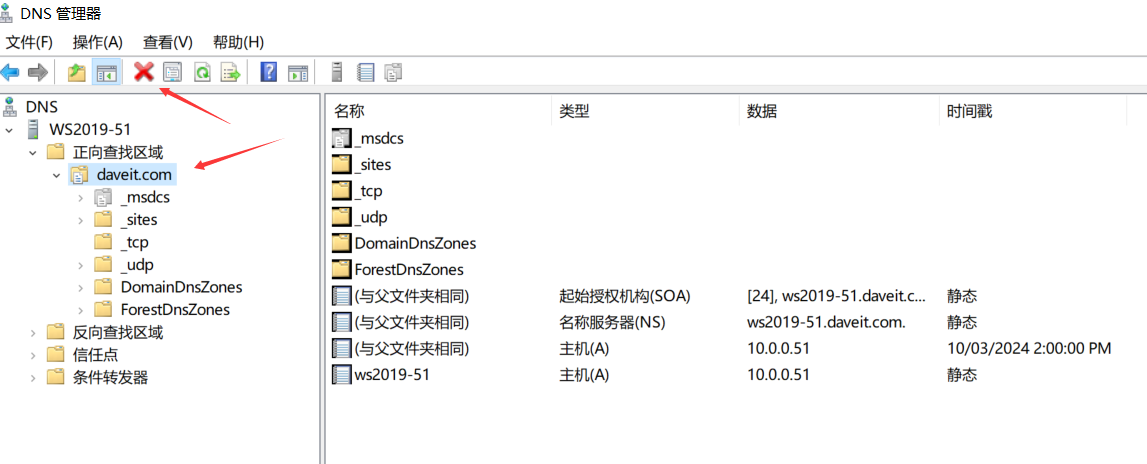 DNS 管理器
文件(F) 操作(A) 查看(V) 帮助(H)
DNS
WS2019-51
正向查找区域
daveit.com
_msdcs
_sites
_tcp
_udp
DomainDnsZones
ForestDnsZones
反向查找区域
信任点
条件转发器
名称 类型 数据 时间戳
_msdcs
_sites
_tcp
_udp
DomainDnsZones
ForestDnsZones
(与父文件夹相同) 起始授权机构(SOA) [24], ws2019-51.daveit.c... 静态
(与父文件夹相同) 名称服务器(NS) ws2019-51.daveit.com. 静态
(与父文件夹相同) 主机(A) 10.0.0.51 10/03/2024 2:00:00 PM
ws2019-51 主机(A) 10.0.0.51 静态